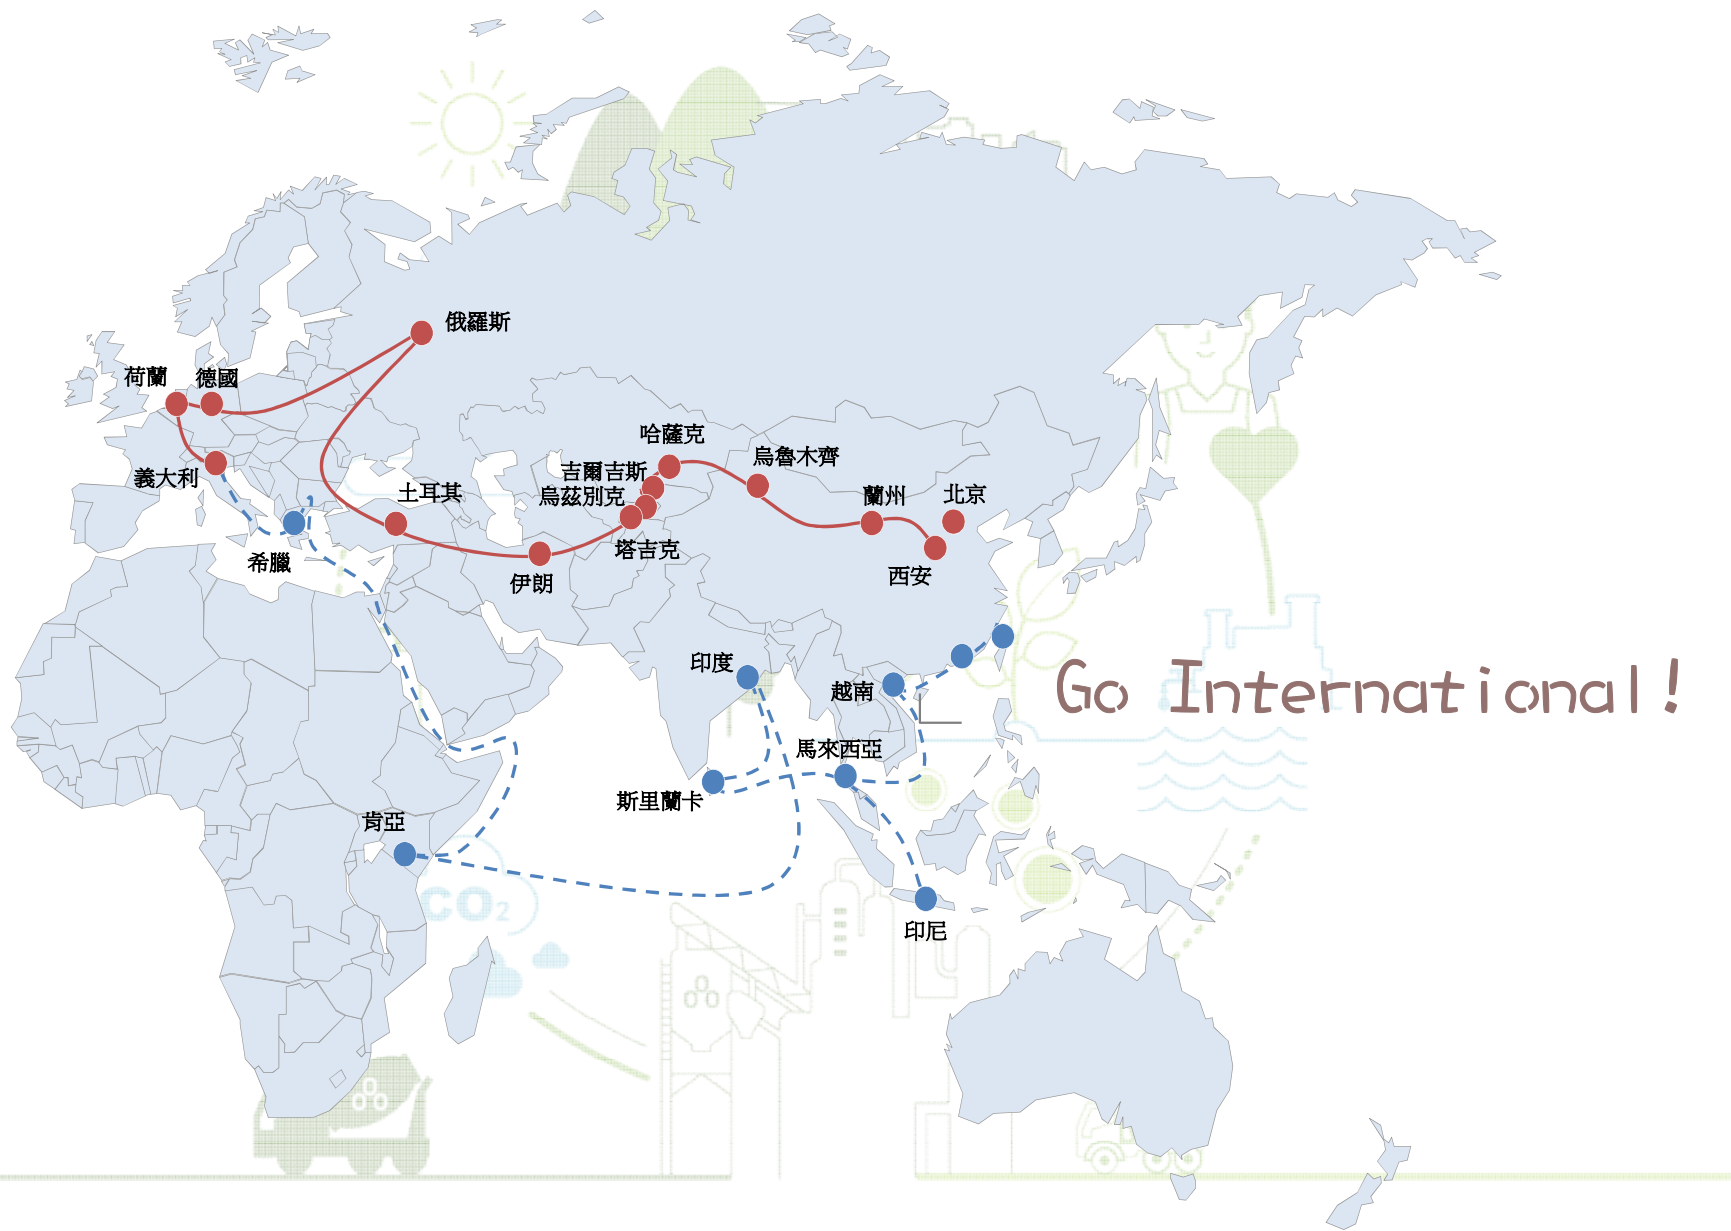 俄羅斯
荷蘭
德國
哈薩克
烏魯木齊
吉爾吉斯
義大利
土耳其
烏茲別克
蘭州
北京
塔吉克
希臘
伊朗
西安
印度
越南
Go International!
馬來西亞
斯里蘭卡
肯亞
CO₂
印尼